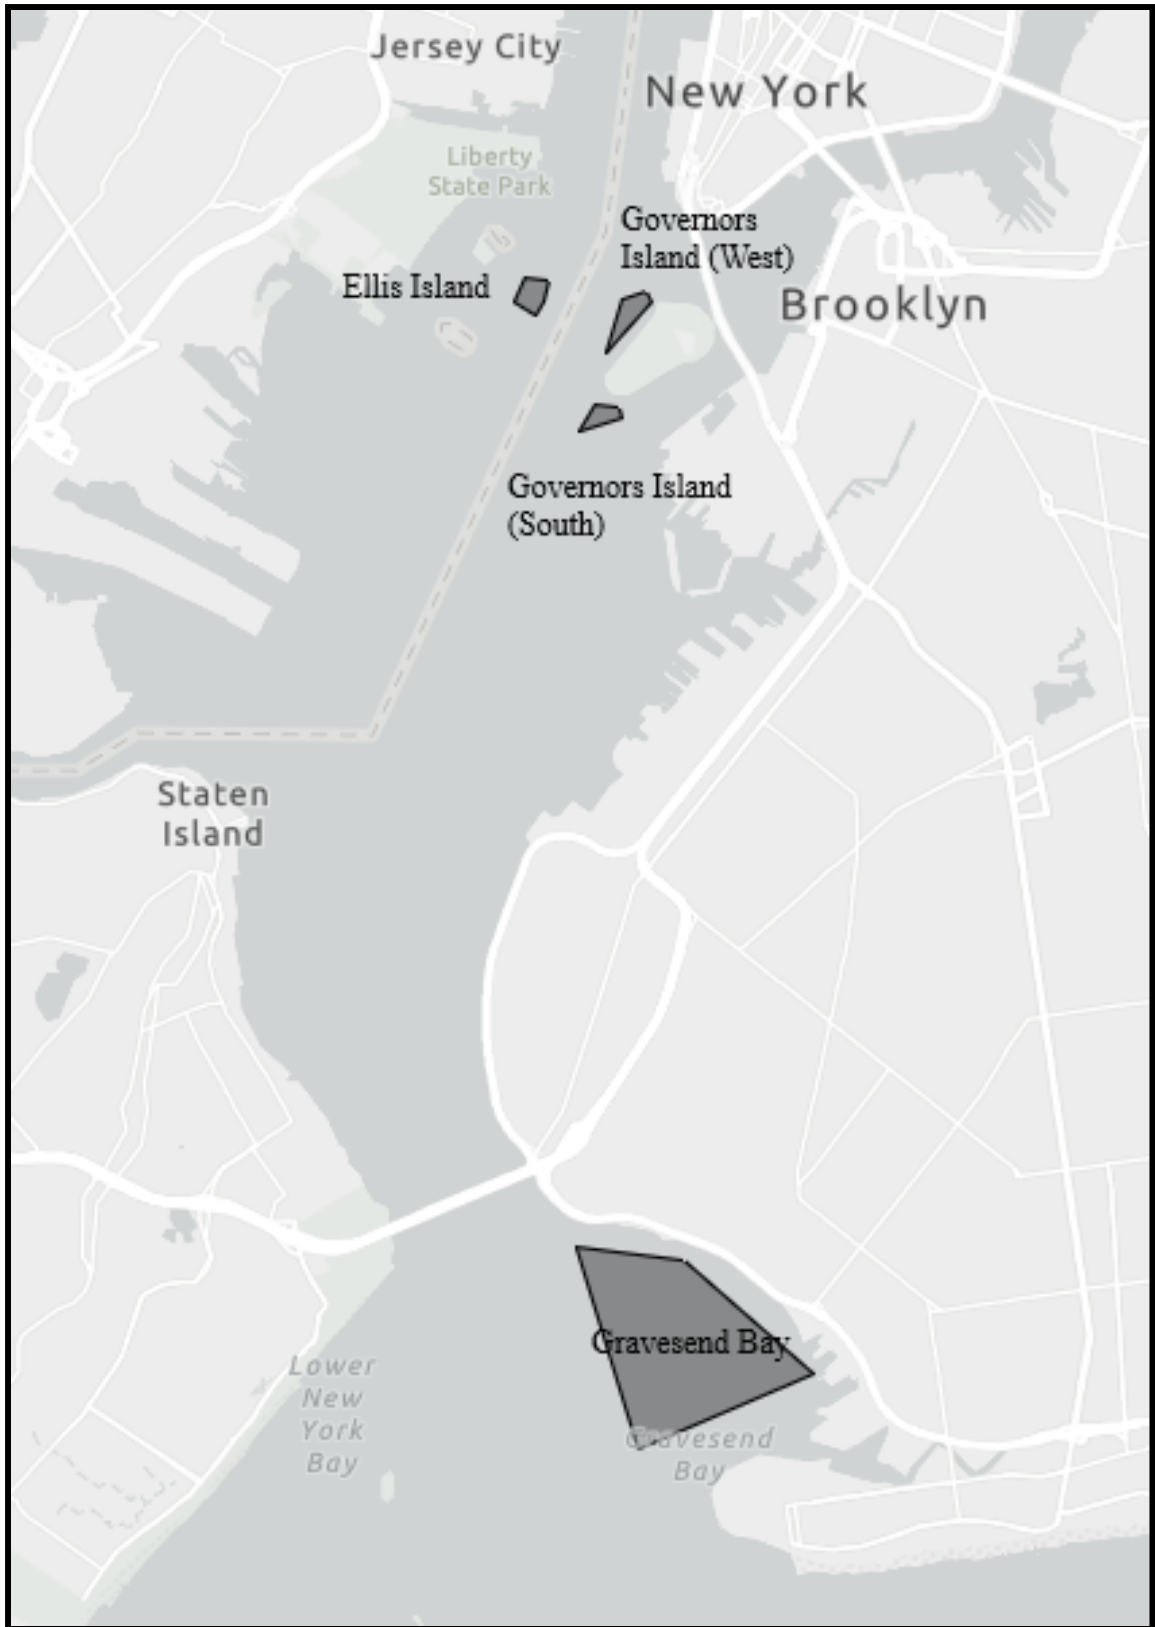 Jersey City
New York
Liberty
State Park
Governors
Island (West)
Ellis Island
Brooklyn
Governors Island
(South)
Staten
Island
Gravesend Bay
Lower
New
York
Bay
Gravesend
Bay